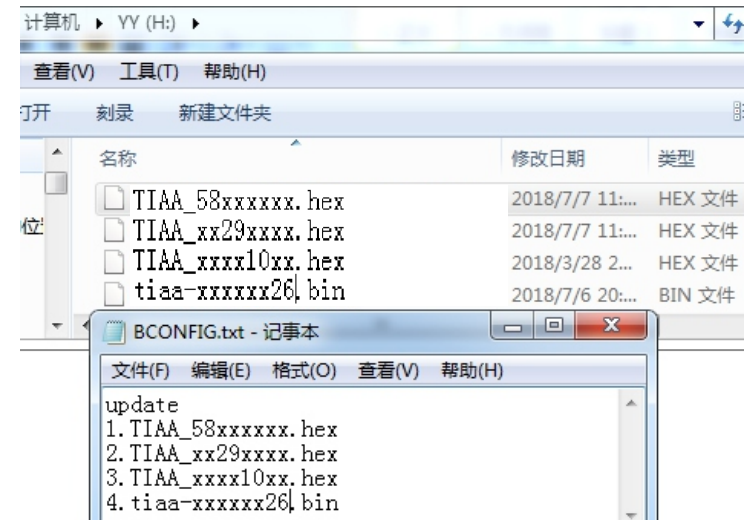 计算机 ▸ YY (H:) ▸
查看(V) 工具(T) 帮助(H)
刻录 新建文件夹
名称 修改日期 类型
TIAA_58xxxxxx.hex 2018/7/7 11:... HEX 文件
TIAA_xx29xxxx.hex 2018/7/7 11:... HEX 文件
TIAA_xxxx10xx.hex 2018/3/28 2... HEX 文件
tiaa-xxxxxx26.bin 2018/7/6 20:... BIN 文件
BCONFIG.txt - 记事本
文件(F) 编辑(E) 格式(O) 查看(V) 帮助(H)
update
1.TIAA_58xxxxxx.hex
2.TIAA_xx29xxxx.hex
3.TIAA_xxxx10xx.hex
4.tiaa-xxxxxx26.bin